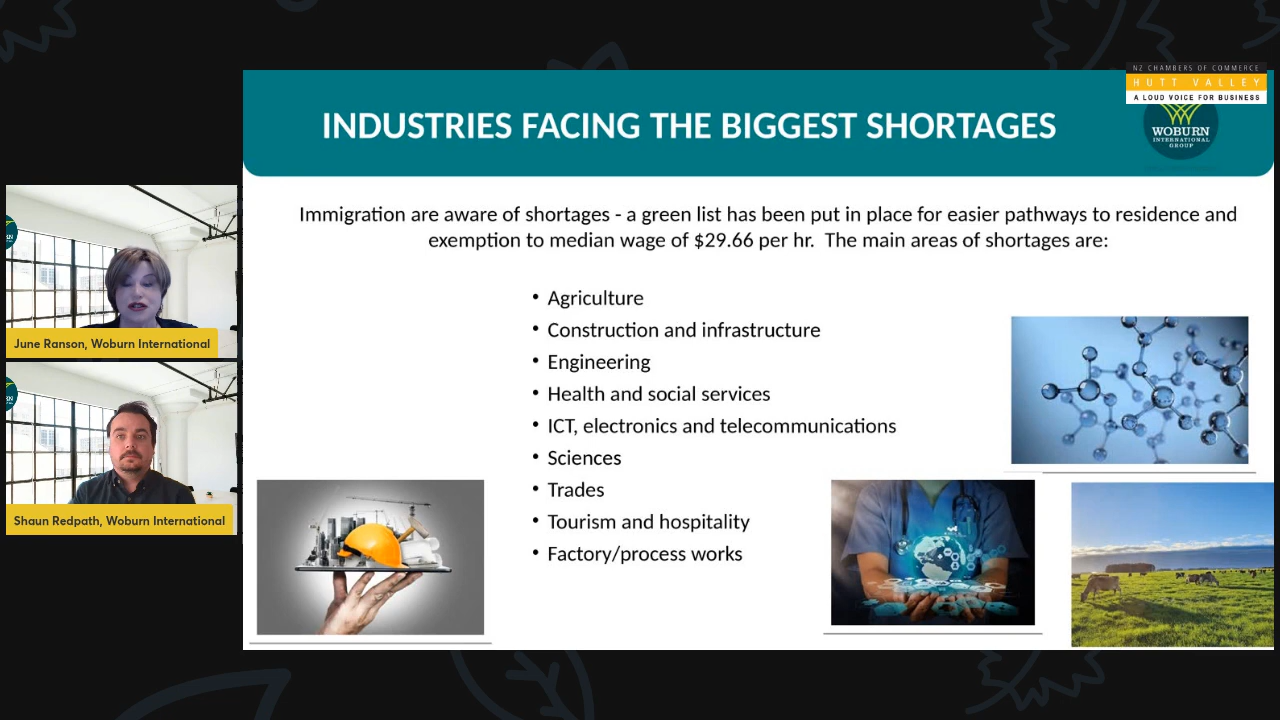 NZ CHAMBERS OF COMMERCE
HUTT VALLEY
A LOUD VOICE FOR BUSINESS
INDUSTRIES FACING THE BIGGEST SHORTAGES
WOBURN
INTERNATIONAL
GROUP
Immigration are aware of shortages - a green list has been put in place for easier pathways to residence and
exemption to median wage of $29.66 per hr.  The main areas of shortages are:
• Agriculture
• Construction and infrastructure
• Engineering
• Health and social services
• ICT, electronics and telecommunications
• Sciences
• Trades
• Tourism and hospitality
• Factory/process works
June Ranson, Woburn International
Shaun Redpath, Woburn International